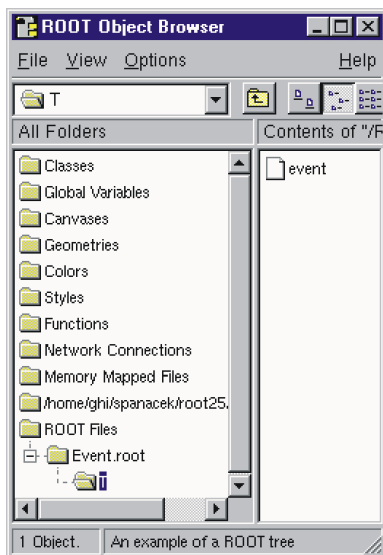 ROOT Object Browser
File View Options Help
T
All Folders
Contents of "/R
Classes
Global Variables
Canvases
Geometries
Colors
Styles
Functions
Network Connections
Memory Mapped Files
/home/ghi/spanacek/root25.
ROOT Files
Event.root
T
event
1 Object.
An example of a ROOT tree